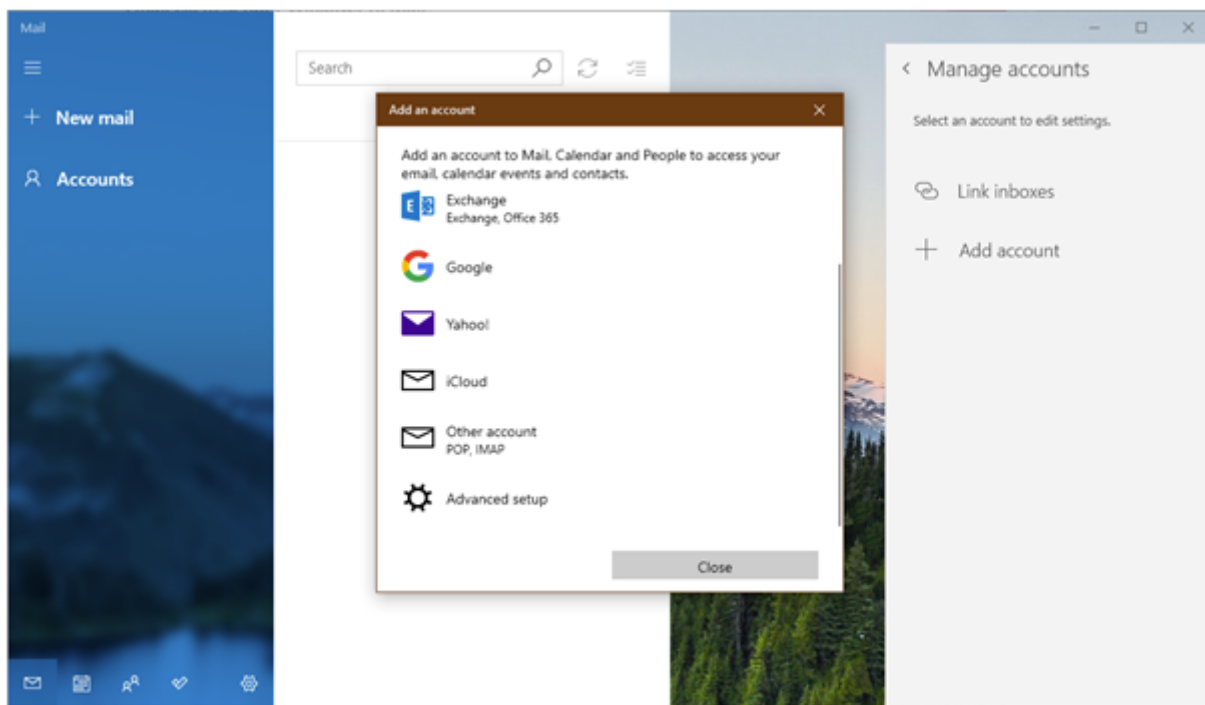 Mail
New mail
Accounts
Search
Add an account
Add an account to Mail, Calendar and People to access your
email, calendar events and contacts.
Exchange
Exchange, Office 365
Google
Yahoo!
iCloud
Other account
POP, IMAP
Advanced setup
Close
Manage accounts
Select an account to edit settings.
Link inboxes
Add account